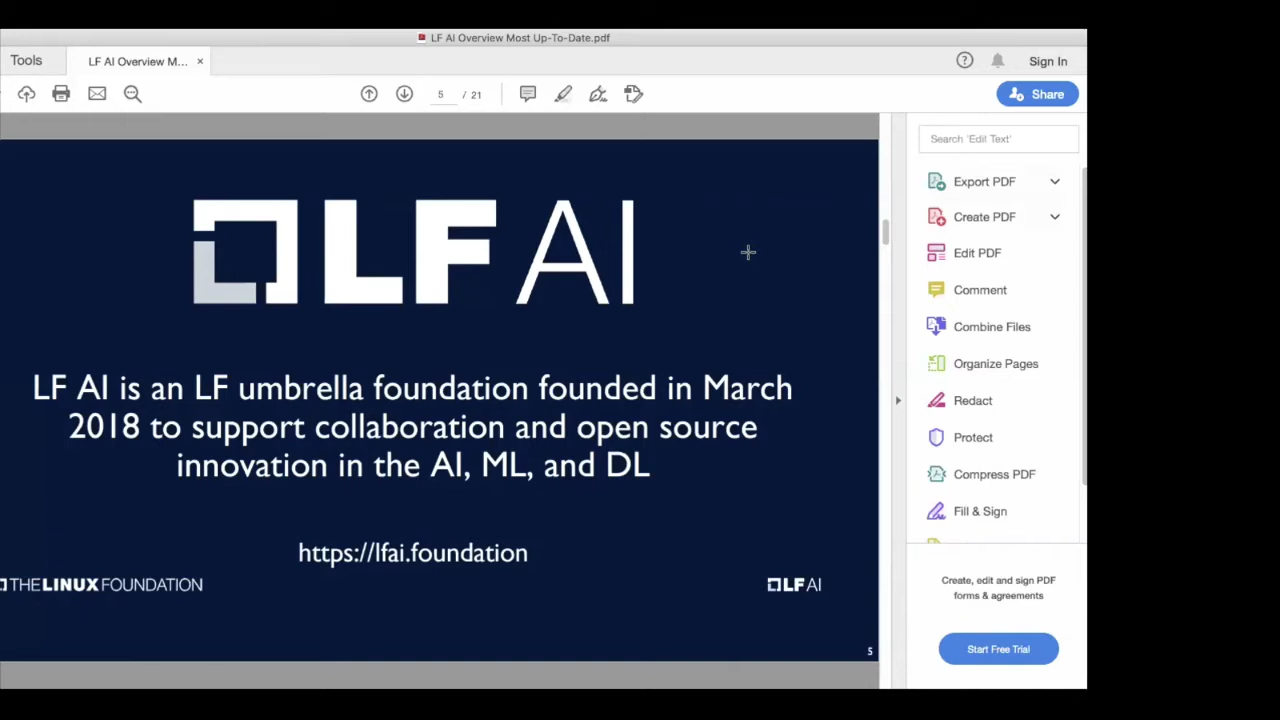 LF AI Overview Most Up-To-Date.pdf
Tools
LF AI Overview M... ×
Sign In
5 / 21
Share
LF AI
LF AI is an LF umbrella foundation founded in March
2018 to support collaboration and open source
innovation in the AI, ML, and DL
https://lfai.foundation
THE LINUX FOUNDATION
LF AI
5
Search 'Edit Text'
Export PDF
Create PDF
Edit PDF
Comment
Combine Files
Organize Pages
Redact
Protect
Compress PDF
Fill & Sign
Create, edit and sign PDF
forms & agreements
Start Free Trial